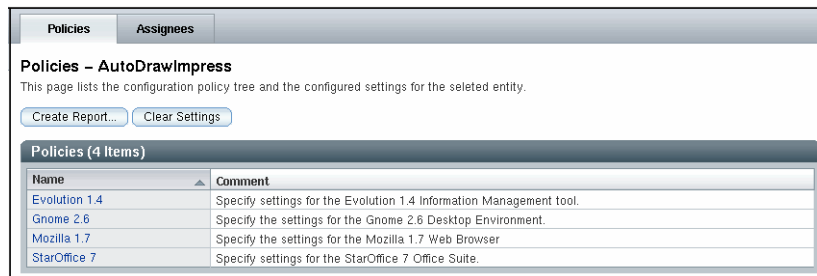 Policies Assignees
Policies – AutoDrawImpress
This page lists the configuration policy tree and the configured settings for the seleted entity.
Create Report... Clear Settings
Policies (4 Items)
Name Comment
Evolution 1.4 Specify settings for the Evolution 1.4 Information Management tool.
Gnome 2.6 Specify the settings for the Gnome 2.6 Desktop Environment.
Mozilla 1.7 Specify the settings for the Mozilla 1.7 Web Browser
StarOffice 7 Specify settings for the StarOffice 7 Office Suite.